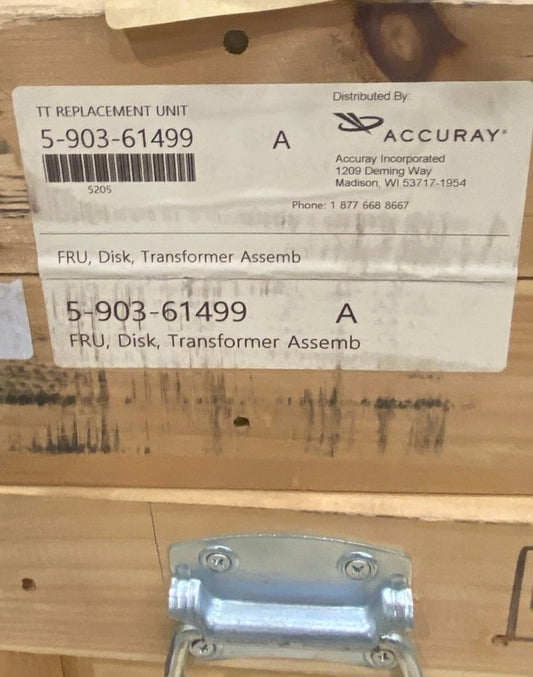 TT REPLACEMENT UNIT
5-903-61499 A
5205
Distributed By:
ACCURAY®
Accuray Incorporated
1209 Deming Way
Madison, WI 53717-1954
Phone: 1 877 668 8667
FRU, Disk, Transformer Assemb
5-903-61499 A
FRU, Disk, Transformer Assemb